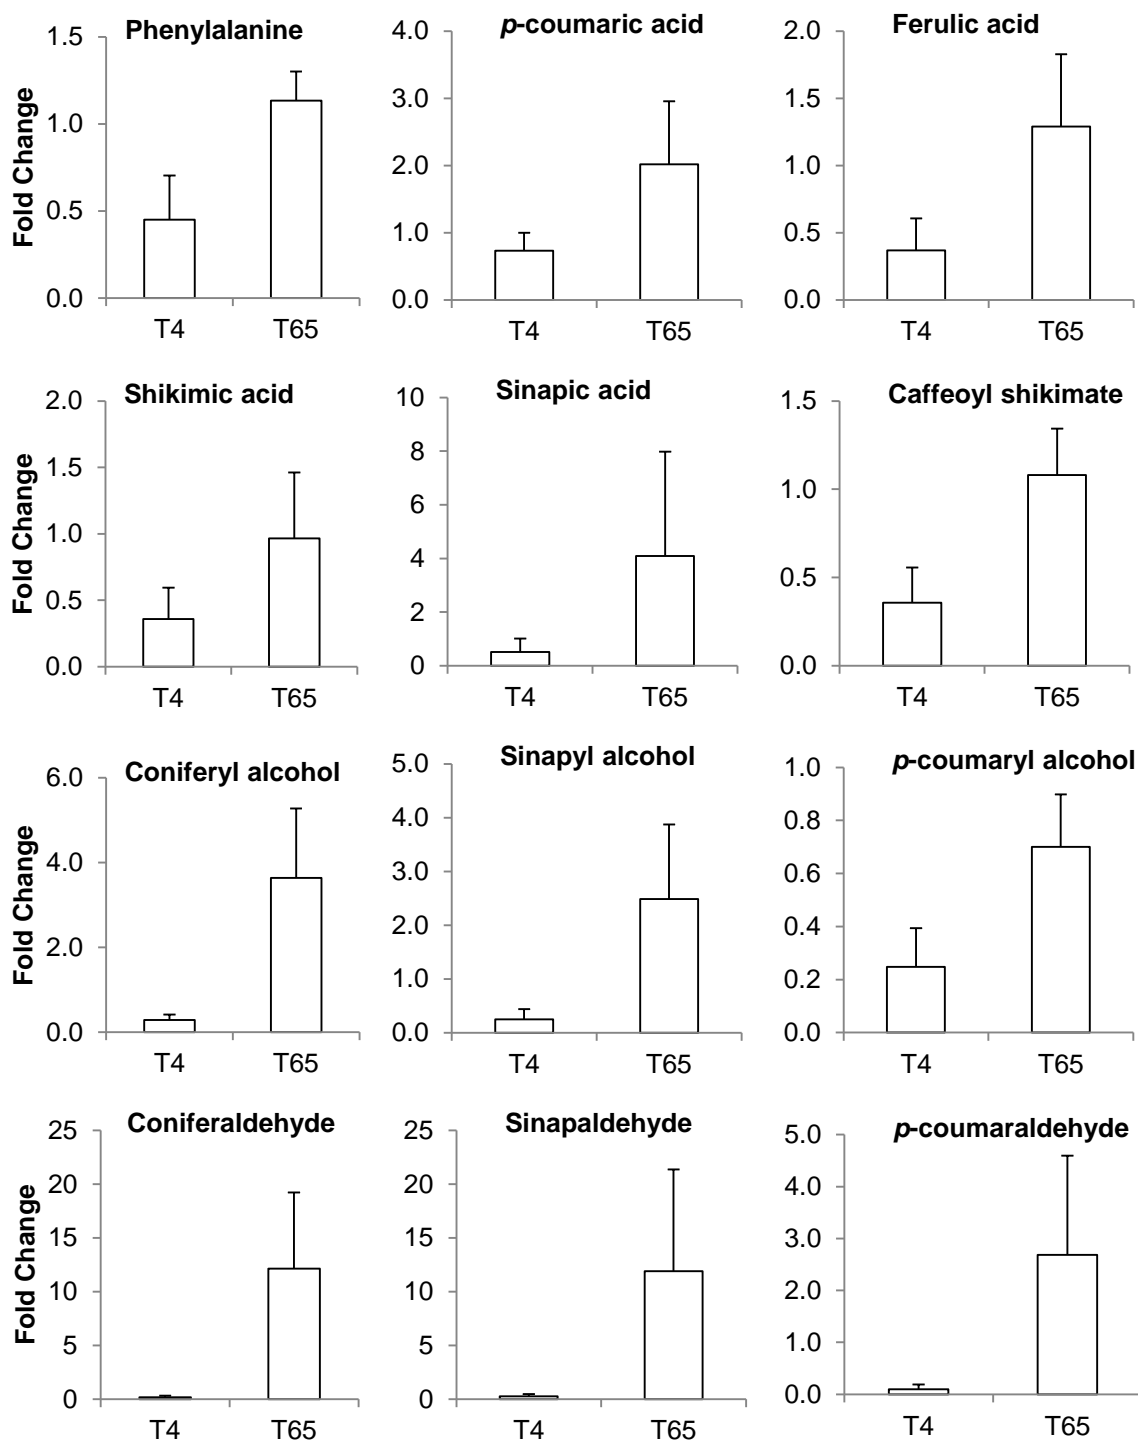 Phenylalanine
Fold Change
1.5
1.0
0.5
0.0
T4 T65
p-coumaric acid
4.0
3.0
2.0
1.0
0.0
T4 T65
Ferulic acid
2.0
1.5
1.0
0.5
0.0
T4 T65
Shikimic acid
Fold Change
2.0
1.5
1.0
0.5
0.0
T4 T65
Sinapic acid
10
8
6
4
2
0
T4 T65
Caffeoyl shikimate
1.5
1.0
0.5
0.0
T4 T65
Coniferyl alcohol
Fold Change
6.0
4.0
2.0
0.0
T4 T65
Sinapyl alcohol
5.0
4.0
3.0
2.0
1.0
0.0
T4 T65
p-coumaryl alcohol
1.0
0.8
0.6
0.4
0.2
0.0
T4 T65
Coniferaldehyde
Fold Change
25
20
15
10
5
0
T4 T65
Sinapaldehyde
25
20
15
10
5
0
T4 T65
p-coumaraldehyde
5.0
4.0
3.0
2.0
1.0
0.0
T4 T65